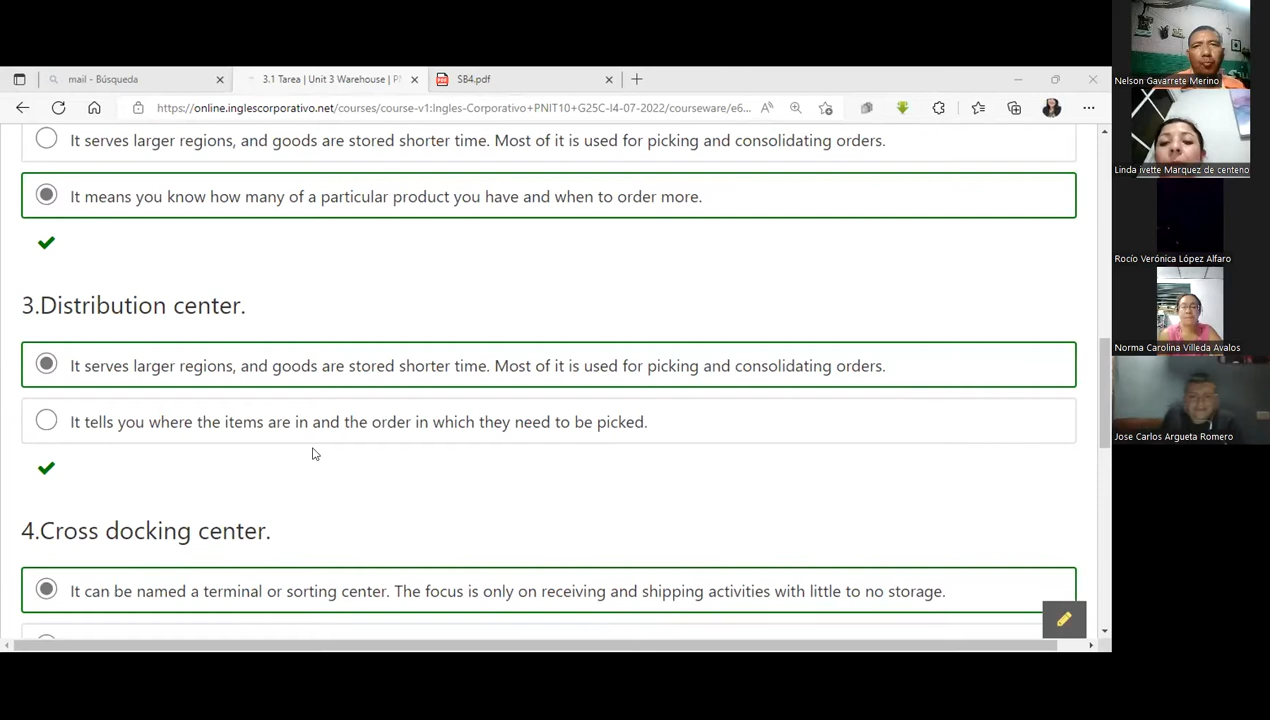 mail - Búsqueda
3.1 Tarea | Unit 3 Warehouse | PN
SB4.pdf
https://online.inglescorporativo.net/courses/course-v1:Ingles-Corporativo+PNIT10+G25C-I4-07-2022/courseware/e6...
It serves larger regions, and goods are stored shorter time. Most of it is used for picking and consolidating orders.
It means you know how many of a particular product you have and when to order more.
3.Distribution center.
It serves larger regions, and goods are stored shorter time. Most of it is used for picking and consolidating orders.
It tells you where the items are in and the order in which they need to be picked.
4.Cross docking center.
It can be named a terminal or sorting center. The focus is only on receiving and shipping activities with little to no storage.
Nelson Gavarrete Merino
Linda ivette Marquez de centeno
Rocío Verónica López Alfaro
Norma Carolina Villeda Avalos
Jose Carlos Argueta Romero